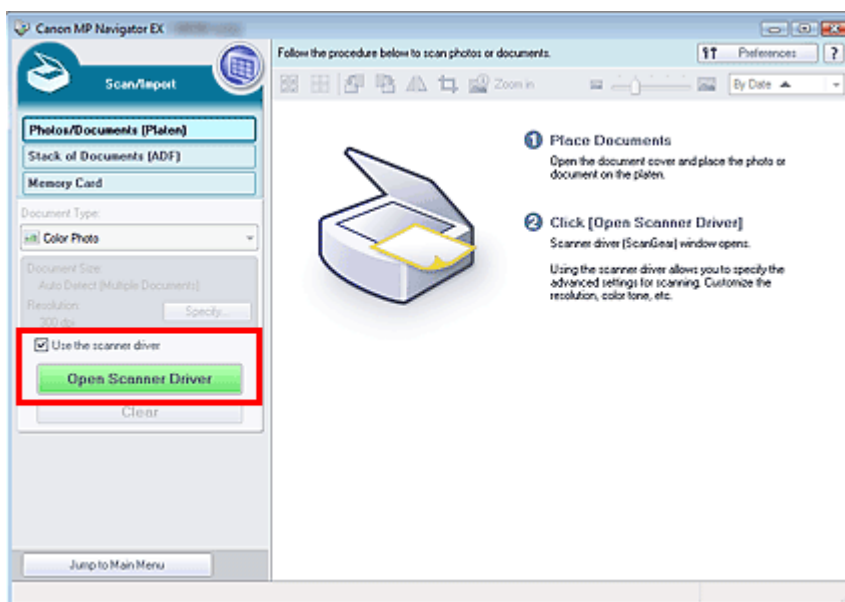 Canon MP Navigator EX
Scan/Import
Photos/Documents (Platen)
Stack of Documents (ADF)
Memory Card
Document Type:
Color Photo
Document Size:
Auto Detect (Multiple Documents)
Resolution:
300 dpi
Specify...
Use the scanner driver
Open Scanner Driver
Clear
Jump to Main Menu
Follow the procedure below to scan photos or documents.
Preferences
?
Zoom in
By Date
1 Place Documents
Open the document cover and place the photo or
document on the platen.
2 Click [Open Scanner Driver]
Scanner driver (ScanGear) window opens.
Using the scanner driver allows you to specify the
advanced settings for scanning. Customize the
resolution, color tone, etc.